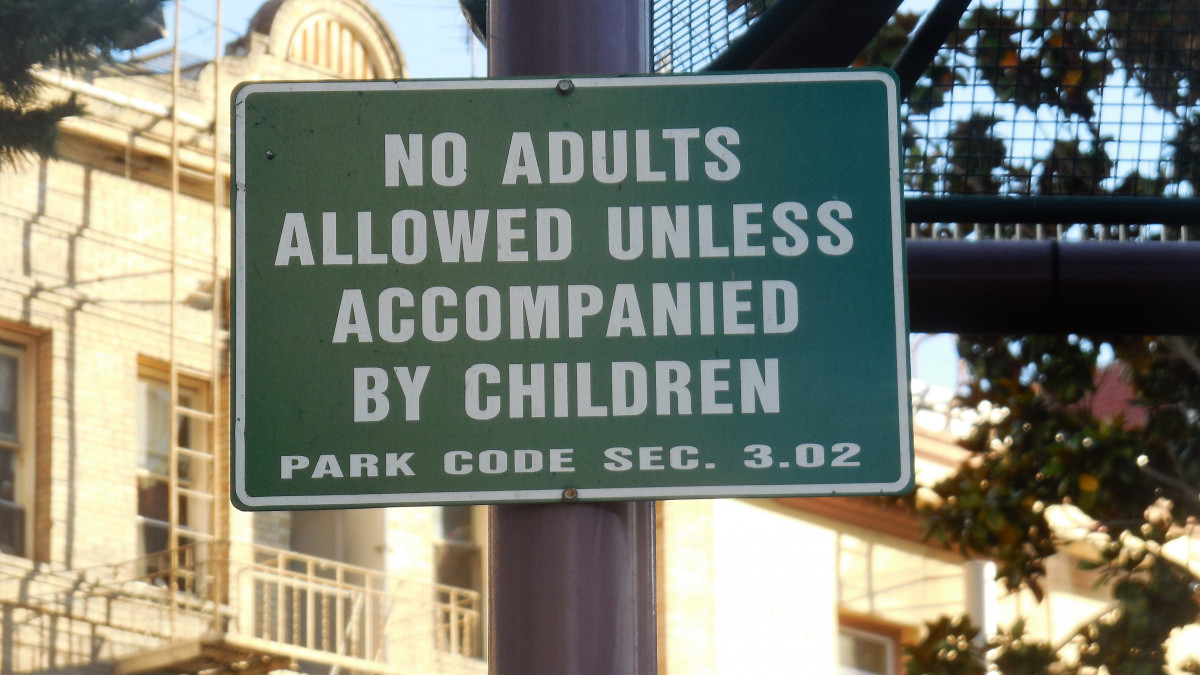 NO ADULTS
ALLOWED UNLESS
ACCOMPANIED
BY CHILDREN
PARK CODE SEC. 3.02